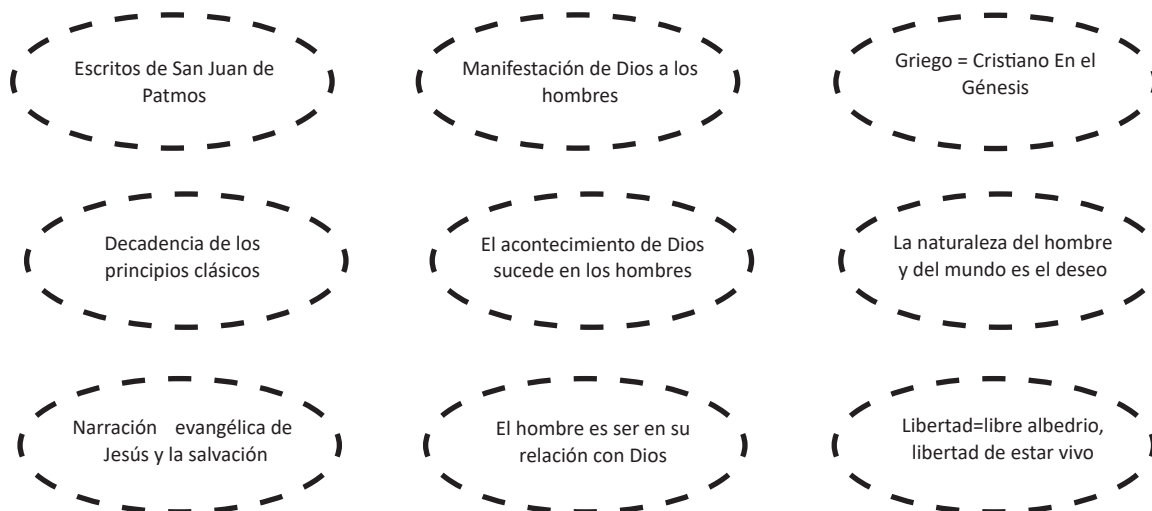 Escritos de San Juan de
Patmos
Manifestación de Dios a los
hombres
Griego = Cristiano En el
Génesis
Decadencia de los
principios clásicos
El acontecimiento de Dios
sucede en los hombres
La naturaleza del hombre
y del mundo es el deseo
Narración evangélica de
Jesús y la salvación
El hombre es ser en su
relación con Dios
Libertad=libre albedrio,
libertad de estar vivo